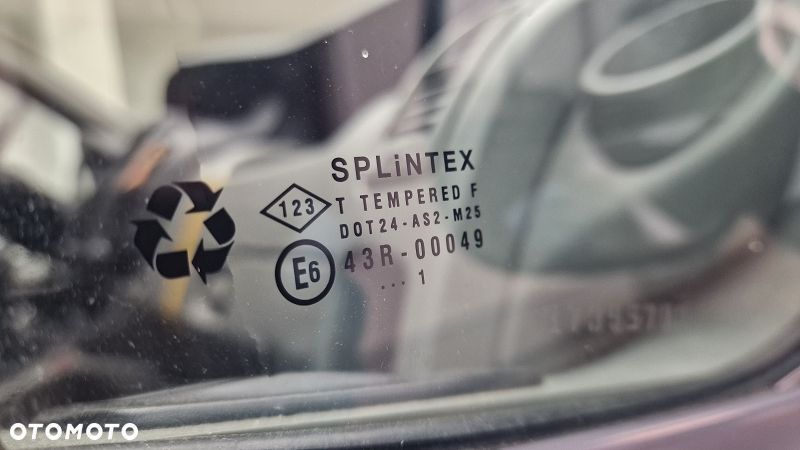 SPLiNTEX
123 T TEMPERED F
DOT24-AS2-M25
E6 43R-00049
... 1
OTOMOTO